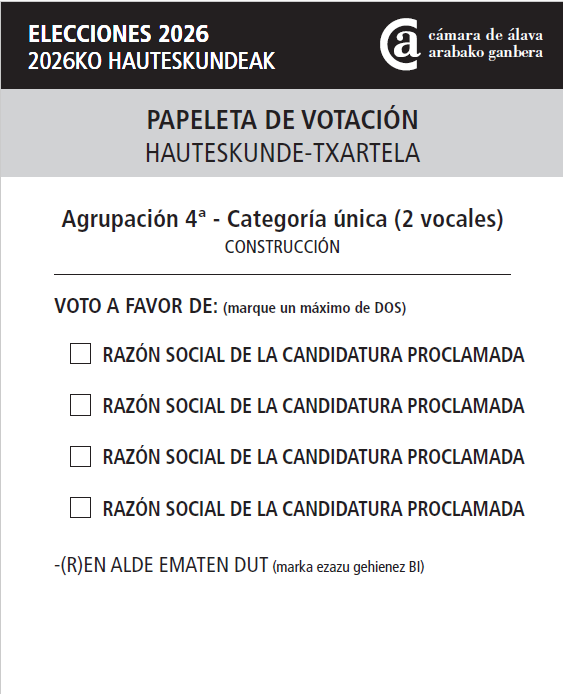 ELECCIONES 2026
2026KO HAUTESKUNDEAK
cámara de álava
arabako ganbera
PAPELETA DE VOTACIÓN
HAUTESKUNDE-TXARTELA
Agrupación 4ª - Categoría única (2 vocales)
CONSTRUCCIÓN
VOTO A FAVOR DE: (marque un máximo de DOS)
RAZÓN SOCIAL DE LA CANDIDATURA PROCLAMADA
RAZÓN SOCIAL DE LA CANDIDATURA PROCLAMADA
RAZÓN SOCIAL DE LA CANDIDATURA PROCLAMADA
RAZÓN SOCIAL DE LA CANDIDATURA PROCLAMADA
-(R)EN ALDE EMATEN DUT (marka ezazu gehienez BI)